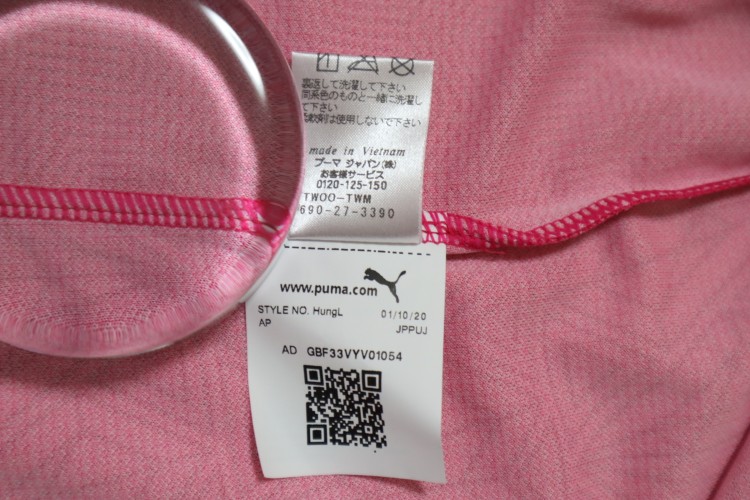 裏返して洗濯して下さい
同系色のものと一緒に洗濯し
て下さい
柔軟剤は使用しないで下さい
made in Vietnam
プーマ ジャパン(株)
お客様サービス
0120-125-150
TWOO-TWM
690-27-3390
www.puma.com
STYLE NO. HungL 01/10/20
AP JPPUJ
AD GBF33VYV01054